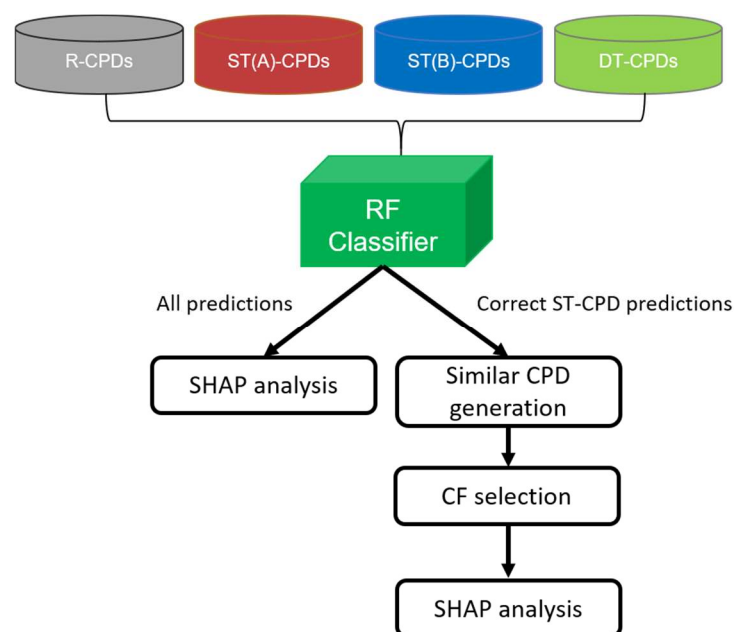 R-CPDs
ST(A)-CPDs
ST(B)-CPDs
DT-CPDs
RF
Classifier
All predictions
Correct ST-CPD predictions
SHAP analysis
Similar CPD
generation
CF selection
SHAP analysis